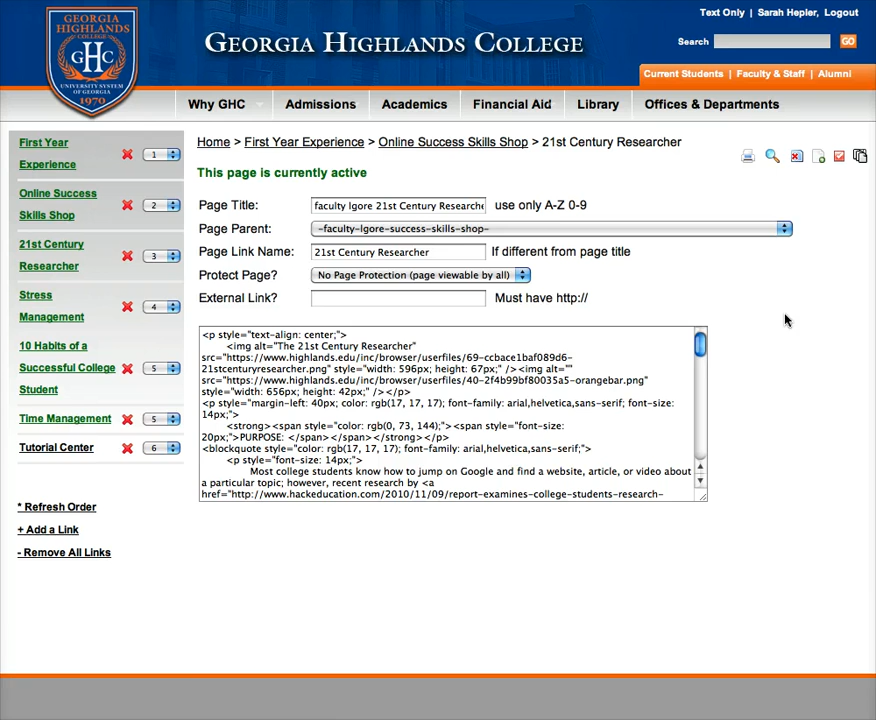 Text Only | Sarah Hepler, Logout
GEORGIA HIGHLANDS COLLEGE
GEORGIA
HIGHLANDS
COLLEGE
GHC
UNIVERSITY SYSTEM
OF GEORGIA
1970
Search GO
Current Students | Faculty & Staff | Alumni
Why GHC Admissions Academics Financial Aid Library Offices & Departments
First Year
Experience
1
Online Success
Skills Shop
2
21st Century
Researcher
3
Stress
Management
4
10 Habits of a
Successful College
Student
5
Time Management 5
Tutorial Center 6
* Refresh Order
+ Add a Link
- Remove All Links
Home > First Year Experience > Online Success Skills Shop > 21st Century Researcher
This page is currently active
Page Title: faculty lgore 21st Century Researche use only A-Z 0-9
Page Parent: -faculty-lgore-success-skills-shop-
Page Link Name: 21st Century Researcher If different from page title
Protect Page? No Page Protection (page viewable by all)
External Link? Must have http://
<p style="text-align: center;">
<img alt="The 21st Century Researcher"
src="https://www.highlands.edu/inc/browser/userfiles/69-ccbace1baf089d6-
21stcenturyresearcher.png" style="width: 596px; height: 67px;" /><img alt=""
src="https://www.highlands.edu/inc/browser/userfiles/40-2f4b99bf80035a5-orangebar.png"
style="width: 656px; height: 42px;" /></p>
<p style="margin-left: 40px; color: rgb(17, 17, 17); font-family: arial,helvetica,sans-serif; font-size:
14px;">
<strong><span style="color: rgb(0, 73, 144);"><span style="font-size:
20px;">PURPOSE: </span></span></strong></p>
<blockquote style="color: rgb(17, 17, 17); font-family: arial,helvetica,sans-serif;">
<p style="font-size: 14px;">
Most college students know how to jump on Google and find a website, article, or video about
a particular topic; however, recent research by <a
href="http://www.hackeducation.com/2010/11/09/report-examines-college-students-research-